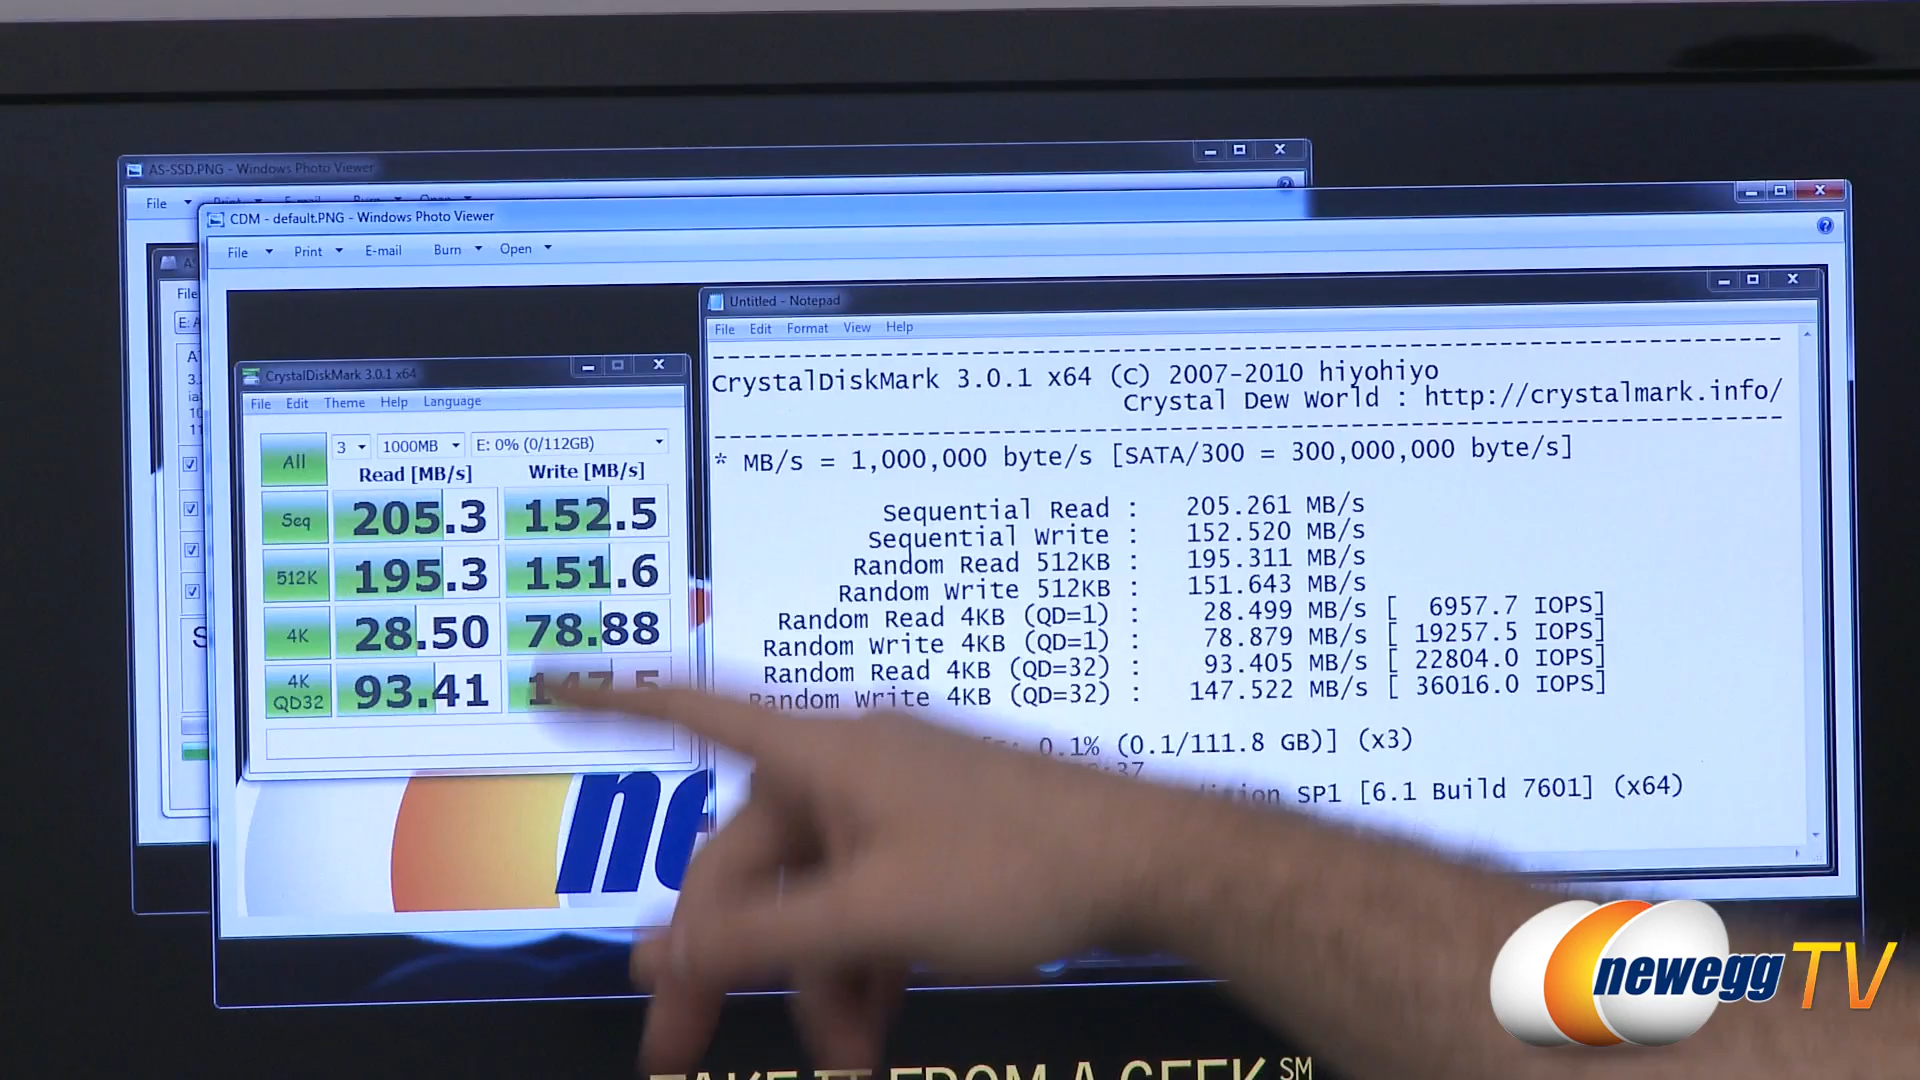 AS-SSD.PNG - Windows Photo Viewer
File
CDM - default.PNG - Windows Photo Viewer
File Print E-mail Burn Open
File
E:
Untitled - Notepad
File Edit Format View Help
CrystalDiskMark 3.0.1 x64
File Edit Theme Help Language
All 3 1000MB E: 0% (0/112GB)
Read [MB/s] Write [MB/s]
Seq 205.3 152.5
512K 195.3 151.6
4K 28.50 78.88
4K QD32 93.41 147.5
--------------------------------------------------
CrystalDiskMark 3.0.1 x64 (C) 2007-2010 hiyohiyo
Crystal Dew World : http://crystalmark.info/
--------------------------------------------------
* MB/s = 1,000,000 byte/s [SATA/300 = 300,000,000 byte/s]
Sequential Read : 205.261 MB/s
Sequential Write : 152.520 MB/s
Random Read 512KB : 195.311 MB/s
Random Write 512KB : 151.643 MB/s
Random Read 4KB (QD=1) : 28.499 MB/s [ 6957.7 IOPS]
Random Write 4KB (QD=1) : 78.879 MB/s [ 19257.5 IOPS]
Random Read 4KB (QD=32) : 93.405 MB/s [ 22804.0 IOPS]
Random Write 4KB (QD=32) : 147.522 MB/s [ 36016.0 IOPS]
0.1% (0.1/111.8 GB)] (x3)
:37
SP1 [6.1 Build 7601] (x64)
ne
newegg TV
TAKE IT FROM A GEEK SM